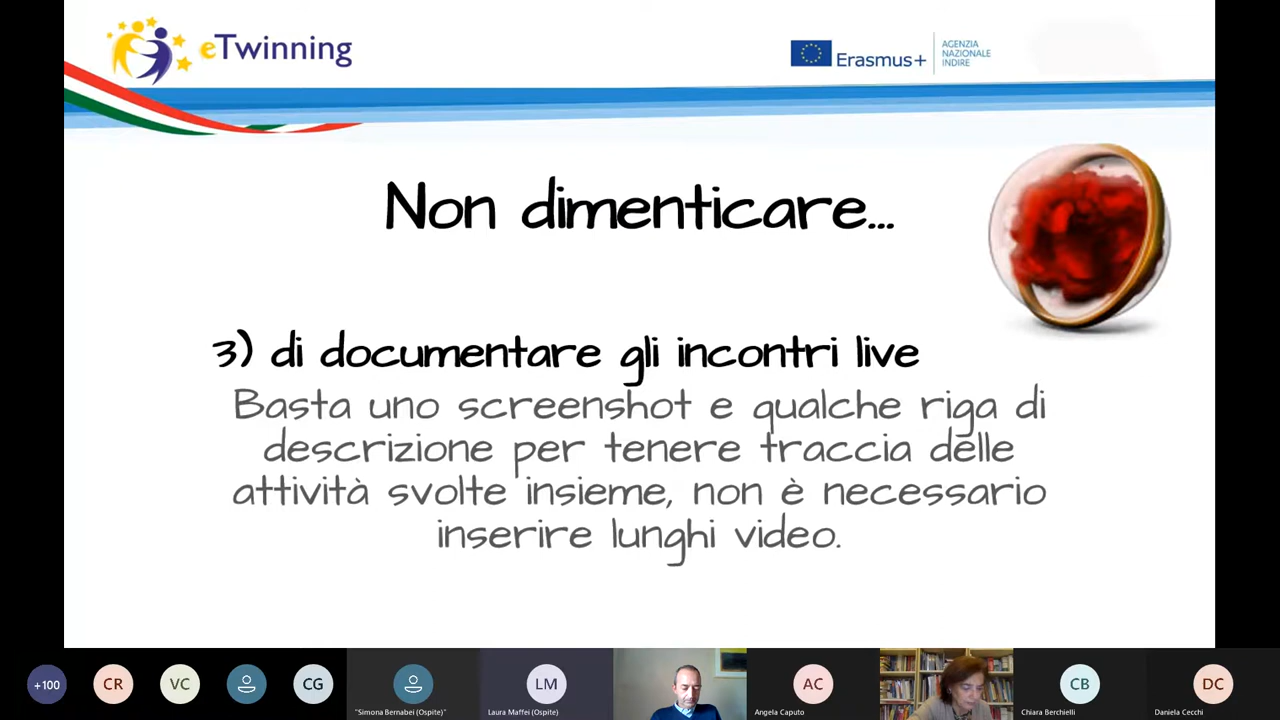 eTwinning
Erasmus+
AGENZIA
NAZIONALE
INDIRE
Non dimenticare...
3) di documentare gli incontri live
Basta uno screenshot e qualche riga di
descrizione per tenere traccia delle
attività svolte insieme, non è necessario
inserire lunghi video.
+100
CR
VC
CG
LM
AC
CB
DC
"Simona Bernabei (Ospite)"
Laura Maffei (Ospite)
Angela Caputo
Chiara Berchielli
Daniela Cecchi